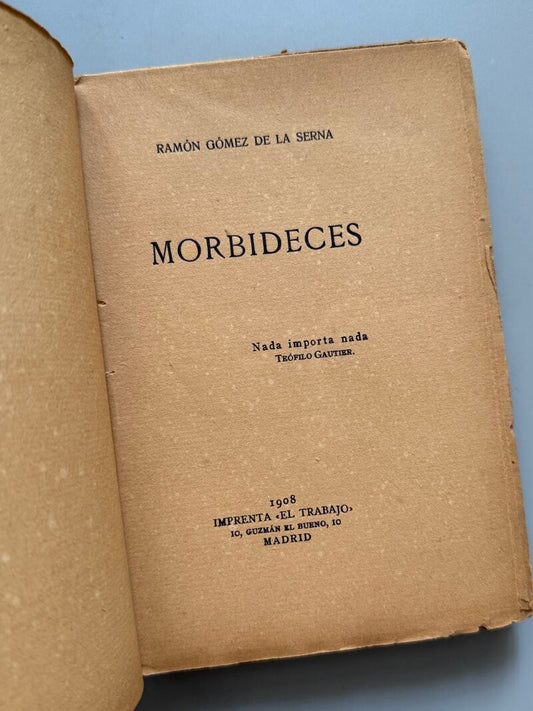 RAMÓN GÓMEZ DE LA SERNA
MORBIDECES
Nada importa nada
TEÓFILO GAUTIER.
1908
IMPRENTA «EL TRABAJO»
10, GUZMÁN EL BUENO, 10
MADRID